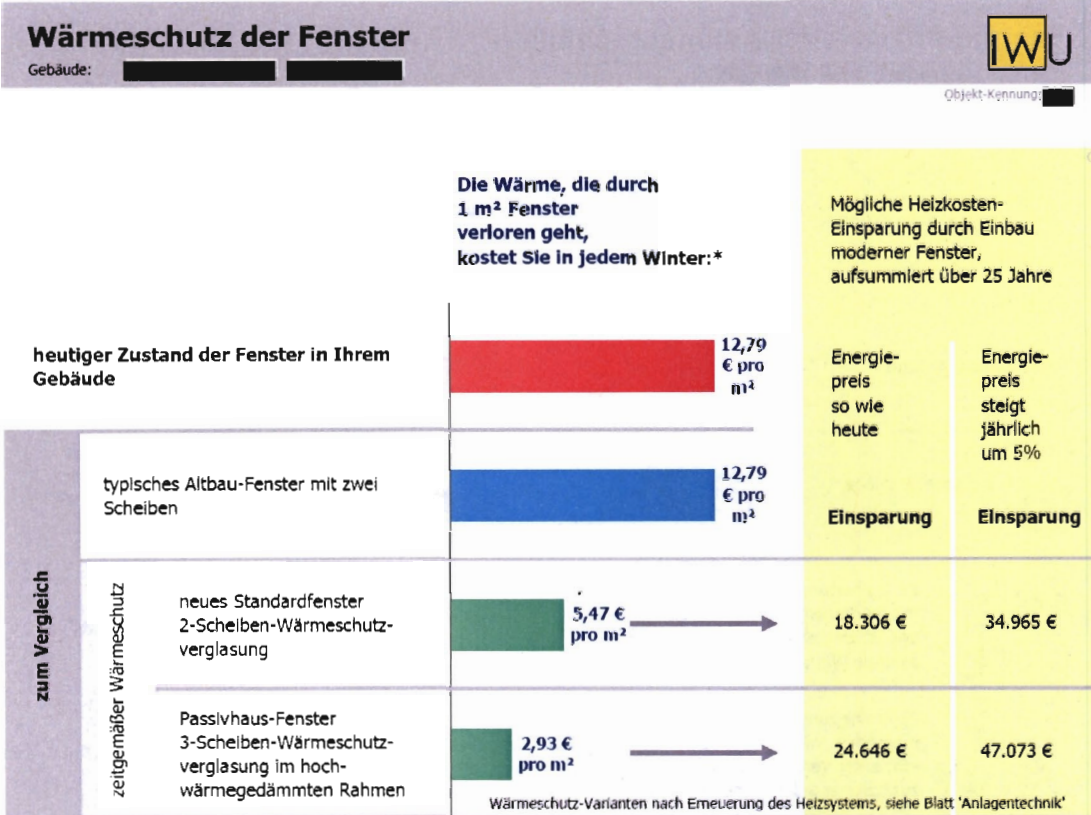 Wärmeschutz der Fenster
Gebäude:
IWU
Objekt-Kennung:
Die Wärme, die durch
1 m² Fenster
verloren geht,
kostet Sie in jedem Winter:*
Mögliche Heizkosten-
Einsparung durch Einbau
moderner Fenster,
aufsummiert über 25 Jahre
heutiger Zustand der Fenster in Ihrem
Gebäude
12,79
€ pro
m²
Energie-
preis
so wie
heute
Energie-
preis
steigt
jährlich
um 5%
zum Vergleich
typisches Altbau-Fenster mit zwei
Scheiben
12,79
€ pro
m²
Einsparung
Einsparung
zeitgemäßer Wärmeschutz
neues Standardfenster
2-Scheiben-Wärmeschutz-
verglasung
5,47 €
pro m²
18.306 €
34.965 €
Passivhaus-Fenster
3-Scheiben-Wärmeschutz-
verglasung im hoch-
wärmegedämmten Rahmen
2,93 €
pro m²
24.646 €
47.073 €
Wärmeschutz-Varianten nach Erneuerung des Heizsystems, siehe Blatt 'Anlagentechnik'